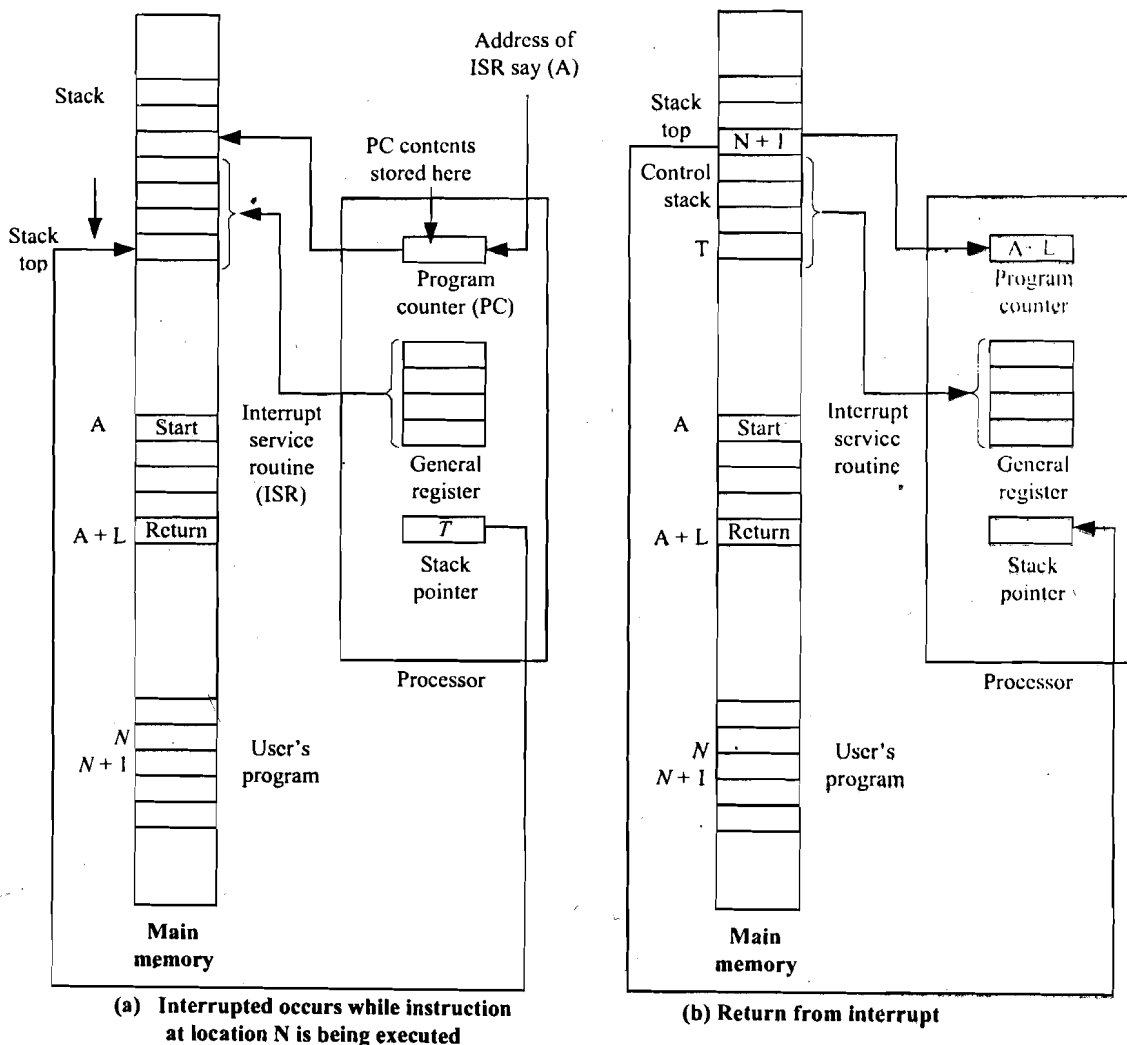 Address of
ISR say (A)
Stack
PC contents
stored here
Stack
top
Program
counter (PC)
A
Start
Interrupt
service
routine
(ISR)
General
register
A + L
Return
T
Stack
pointer
Processor
N
N + 1
User's
program
Main
memory
(a) Interrupted occurs while instruction
at location N is being executed
Stack
top
N + 1
Control
stack
T
A + L
Program
counter
A
Start
Interrupt
service
routine
General
register
A + L
Return
Stack
pointer
Processor
N
N + 1
User's
program
Main
memory
(b) Return from interrupt